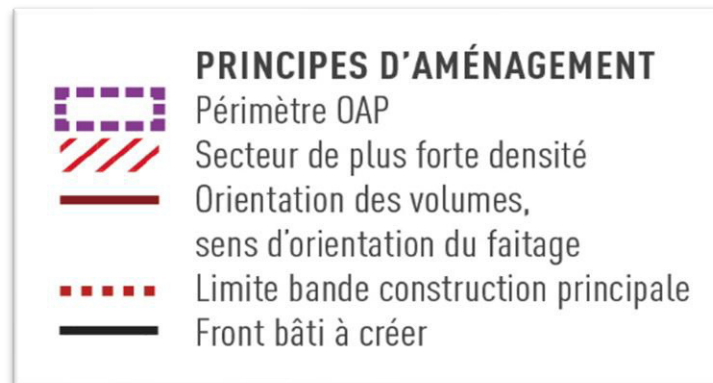 PRINCIPES D'AMÉNAGEMENT
Périmètre OAP
Secteur de plus forte densité
Orientation des volumes,
sens d'orientation du faitage
Limite bande construction principale
Front bâti à créer